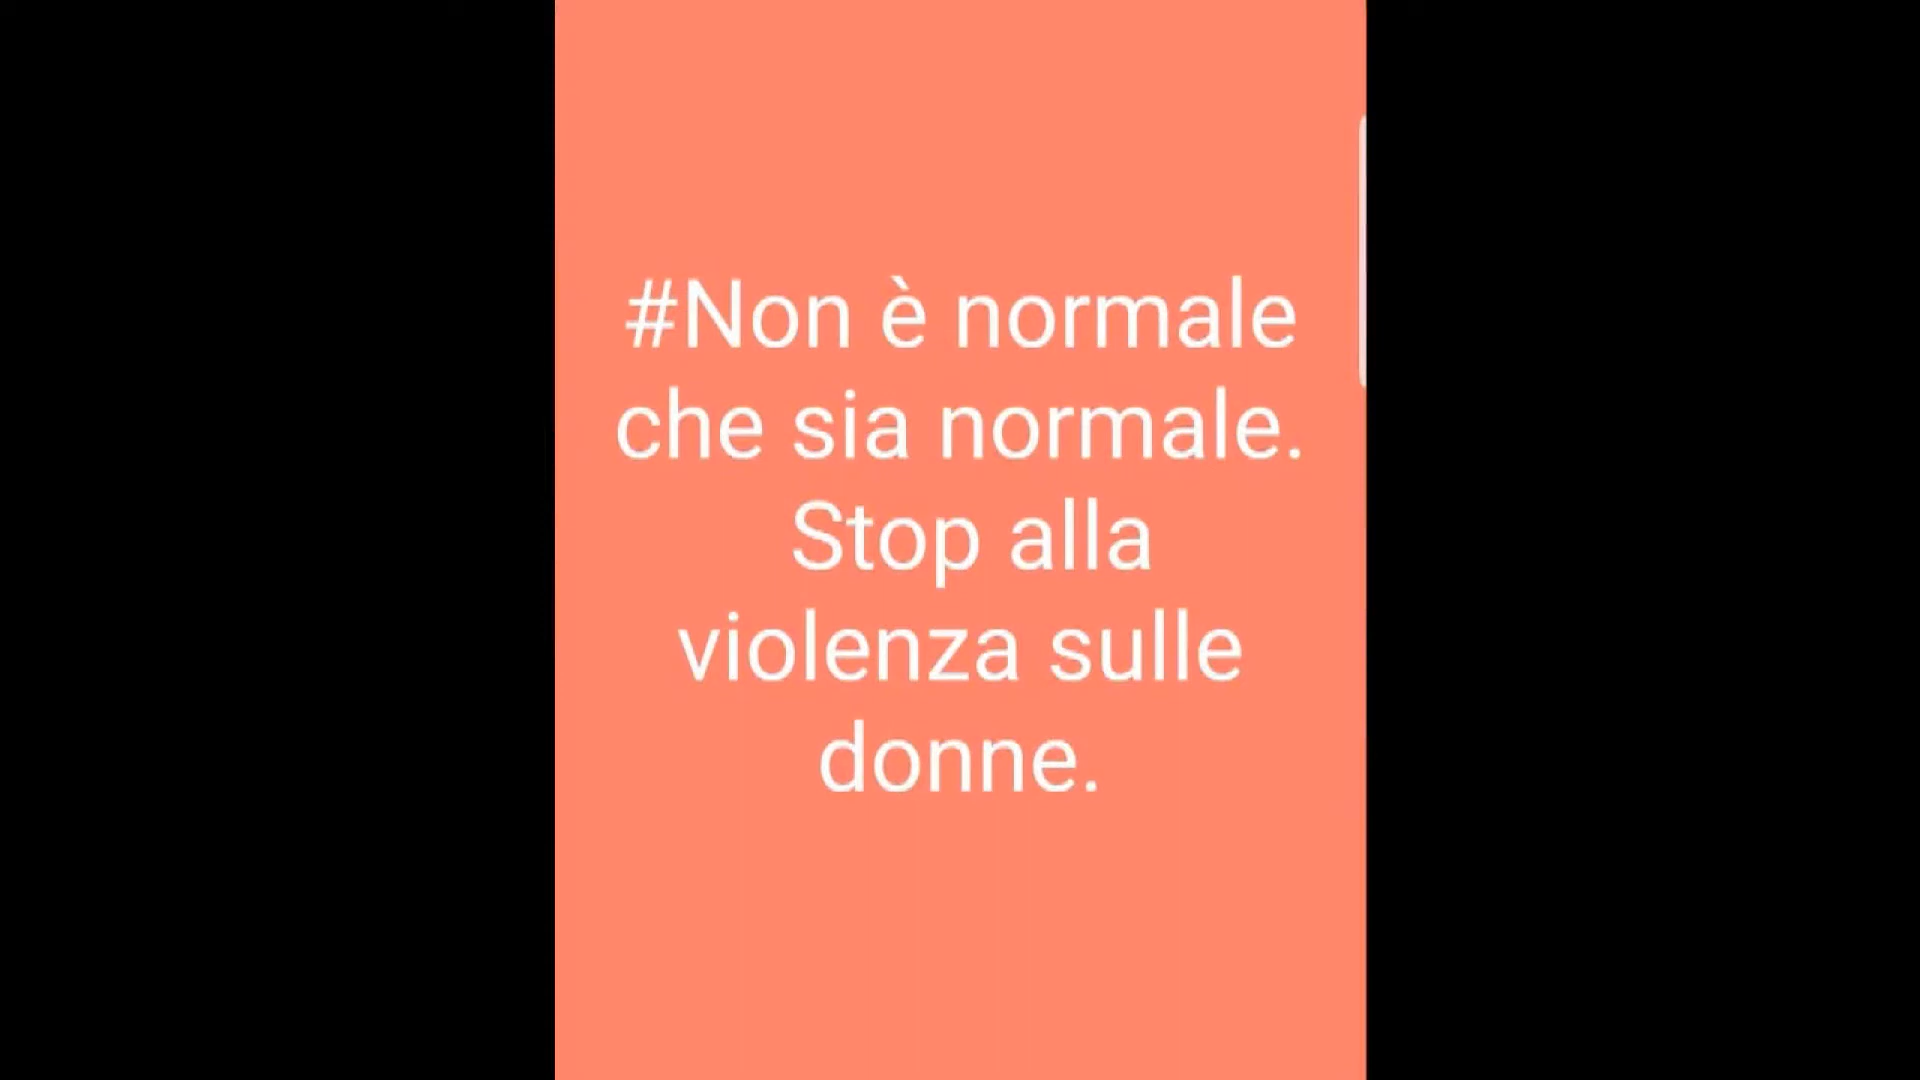 #Non è normale
che sia normale.
Stop alla
violenza sulle
donne.